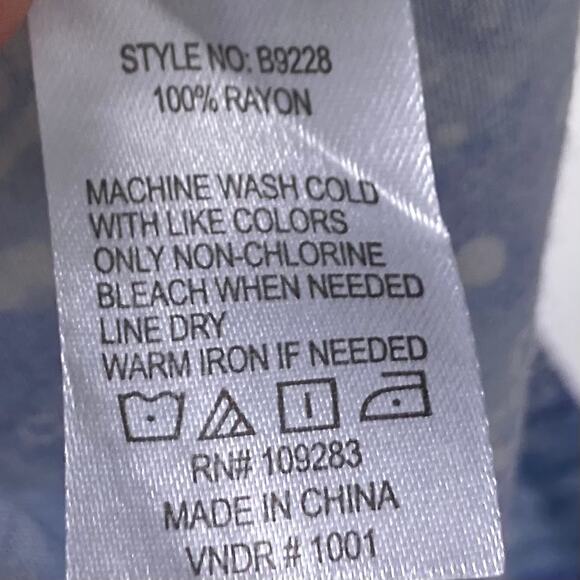 STYLE NO: B9228
100% RAYON
MACHINE WASH COLD
WITH LIKE COLORS
ONLY NON-CHLORINE
BLEACH WHEN NEEDED
LINE DRY
WARM IRON IF NEEDED
RN# 109283
MADE IN CHINA
VNDR # 1001